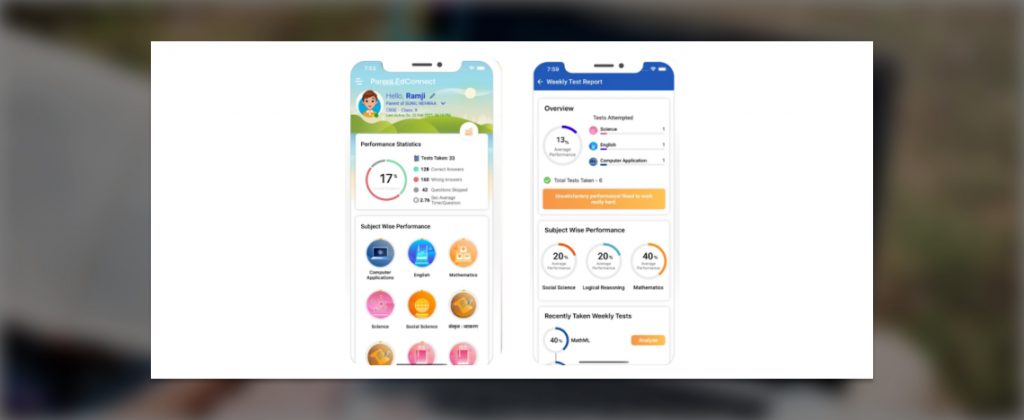 7:53
Parent EdConnect
Hello, Ramji
Parent of
CBSE - Class: 9
Performance Statistics
17%
Tests Taken: 33
128 Correct Answers
160 Wrong Answers
42 Questions Skipped
2.76 Sec Average
Time/Question
Subject Wise Performance
Computer
Applications
English
Mathematics
Science
Social Science
संस्कृत : व्याकरण
7:59
Weekly Test Report
Overview
13%
Average
Performance
Tests Attempted
Science 1
English 1
Computer Application 1
Total Tests Taken - 6
Unsatisfactory performance! Need to work
really hard.
Subject Wise Performance
20%
Average
Performance
Social Science
20%
Average
Performance
Logical Reasoning
40%
Average
Performance
Mathematics
Recently Taken Weekly Tests
40%
MathML
Analyse